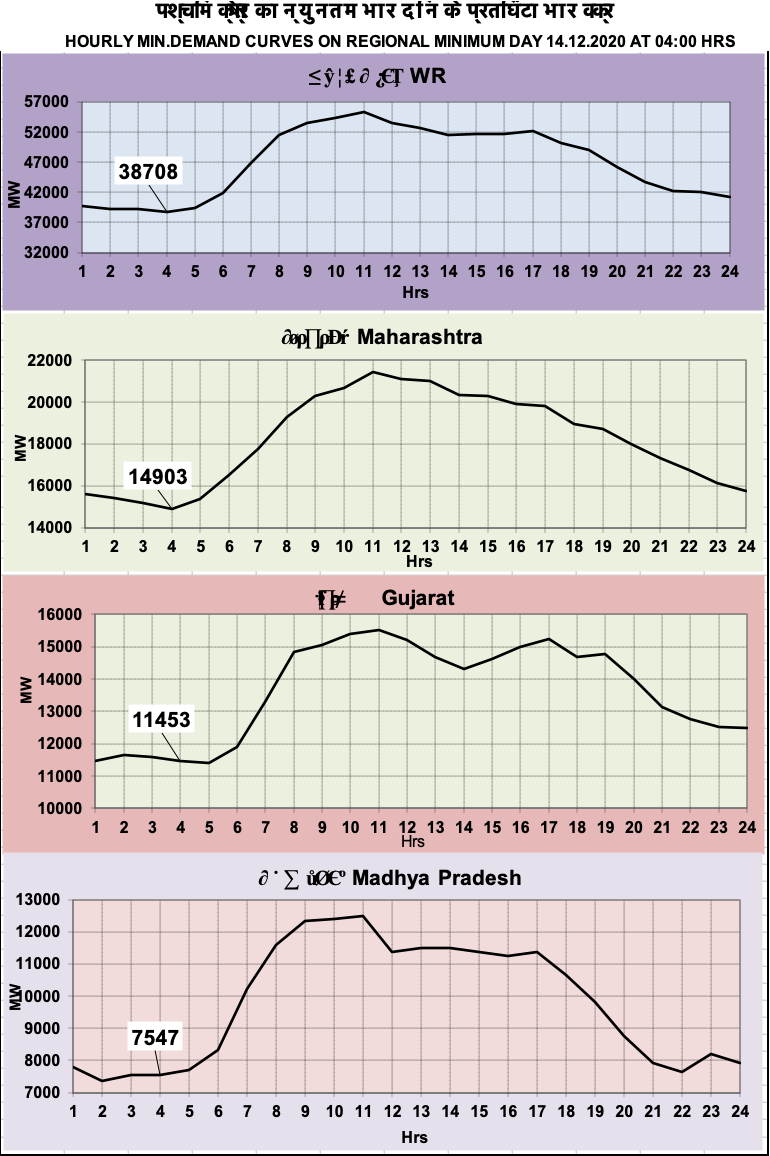 का न्युनतम भार
HOURLY MIN.DEMAND CURVES ON REGIONAL MINIMUM DAY 14.12.2020 AT 04:00 HRS
WR
57000
52000
47000
42000
37000
32000
MW
38708
1 2 3 4 5 6 7 8 9 10 11 12 13 14 15 16 17 18 19 20 21 22 23 24
Hrs
Maharashtra
22000
20000
18000
16000
14000
MW
14903
1 2 3 4 5 6 7 8 9 10 11 12 13 14 15 16 17 18 19 20 21 22 23 24
Hrs
Gujarat
16000
15000
14000
13000
12000
11000
10000
MW
11453
1 2 3 4 5 6 7 8 9 10 11 12 13 14 15 16 17 18 19 20 21 22 23 24
Hrs
Madhya Pradesh
13000
12000
11000
10000
9000
8000
7000
MW
7547
1 2 3 4 5 6 7 8 9 10 11 12 13 14 15 16 17 18 19 20 21 22 23 24
Hrs